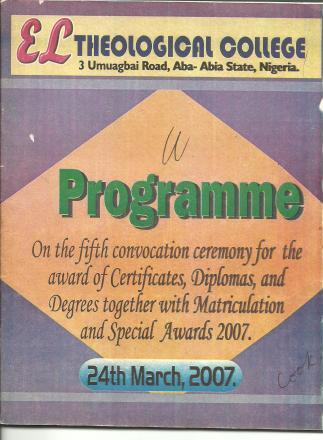 EL THEOLOGICAL COLLEGE
3 Umuagbai Road, Aba- Abia State, Nigeria.
Programme
On the fifth convocation ceremony for the
award of Certificates, Diplomas, and
Degrees together with Matriculation
and Special Awards 2007.
24th March, 2007.